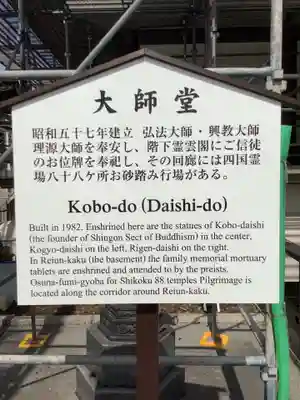 大師堂
昭和五十七年建立 弘法大師・興教大師
理源大師を奉安し、階下霊雲閣にご信徒
のお位牌を奉祀し、その回廊には四国霊
場八十八ケ所お砂踏み行場がある。
Kobo-do (Daishi-do)
Built in 1982. Enshrined here are the statues of Kobo-daishi
(the founder of Shingon Sect of Buddhism) in the center,
Kogyo-daishi on the left, Rigen-daishi on the right.
In Reiun-kaku (the basement) the family memorial mortuary
tablets are enshrined and attended to by the preists.
Osuna-fumi-gyoba for Shikoku 88 temples Pilgrimage is
located along the corridor around Reiun-kaku.